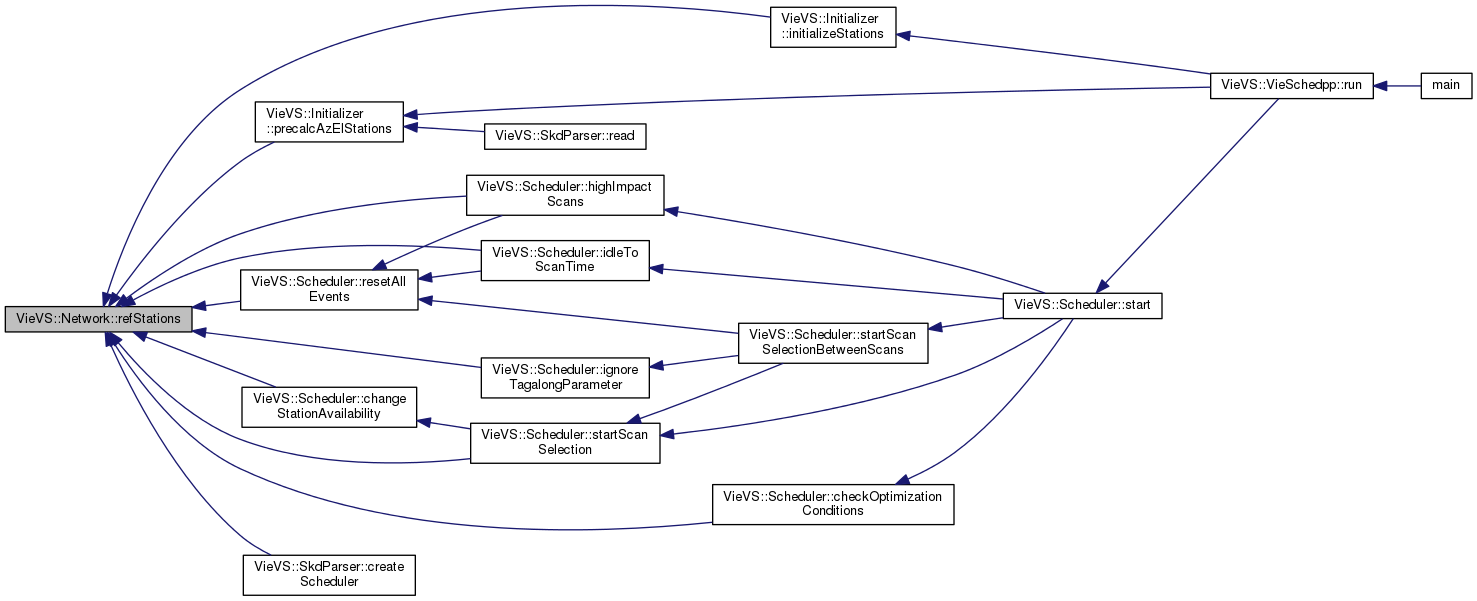 VieVS::Initializer
::initializeStations
VieVS::VieSchedpp::run
main
VieVS::Initializer
::precalcAzElStations
VieVS::SkdParser::read
VieVS::Scheduler::highImpact
Scans
VieVS::Scheduler::idleTo
ScanTime
VieVS::Scheduler::resetAll
Events
VieVS::Scheduler::start
VieVS::Network::refStations
VieVS::Scheduler::startScan
SelectionBetweenScans
VieVS::Scheduler::ignore
TagalongParameter
VieVS::Scheduler::change
StationAvailability
VieVS::Scheduler::startScan
Selection
VieVS::Scheduler::checkOptimization
Conditions
VieVS::SkdParser::create
Scheduler